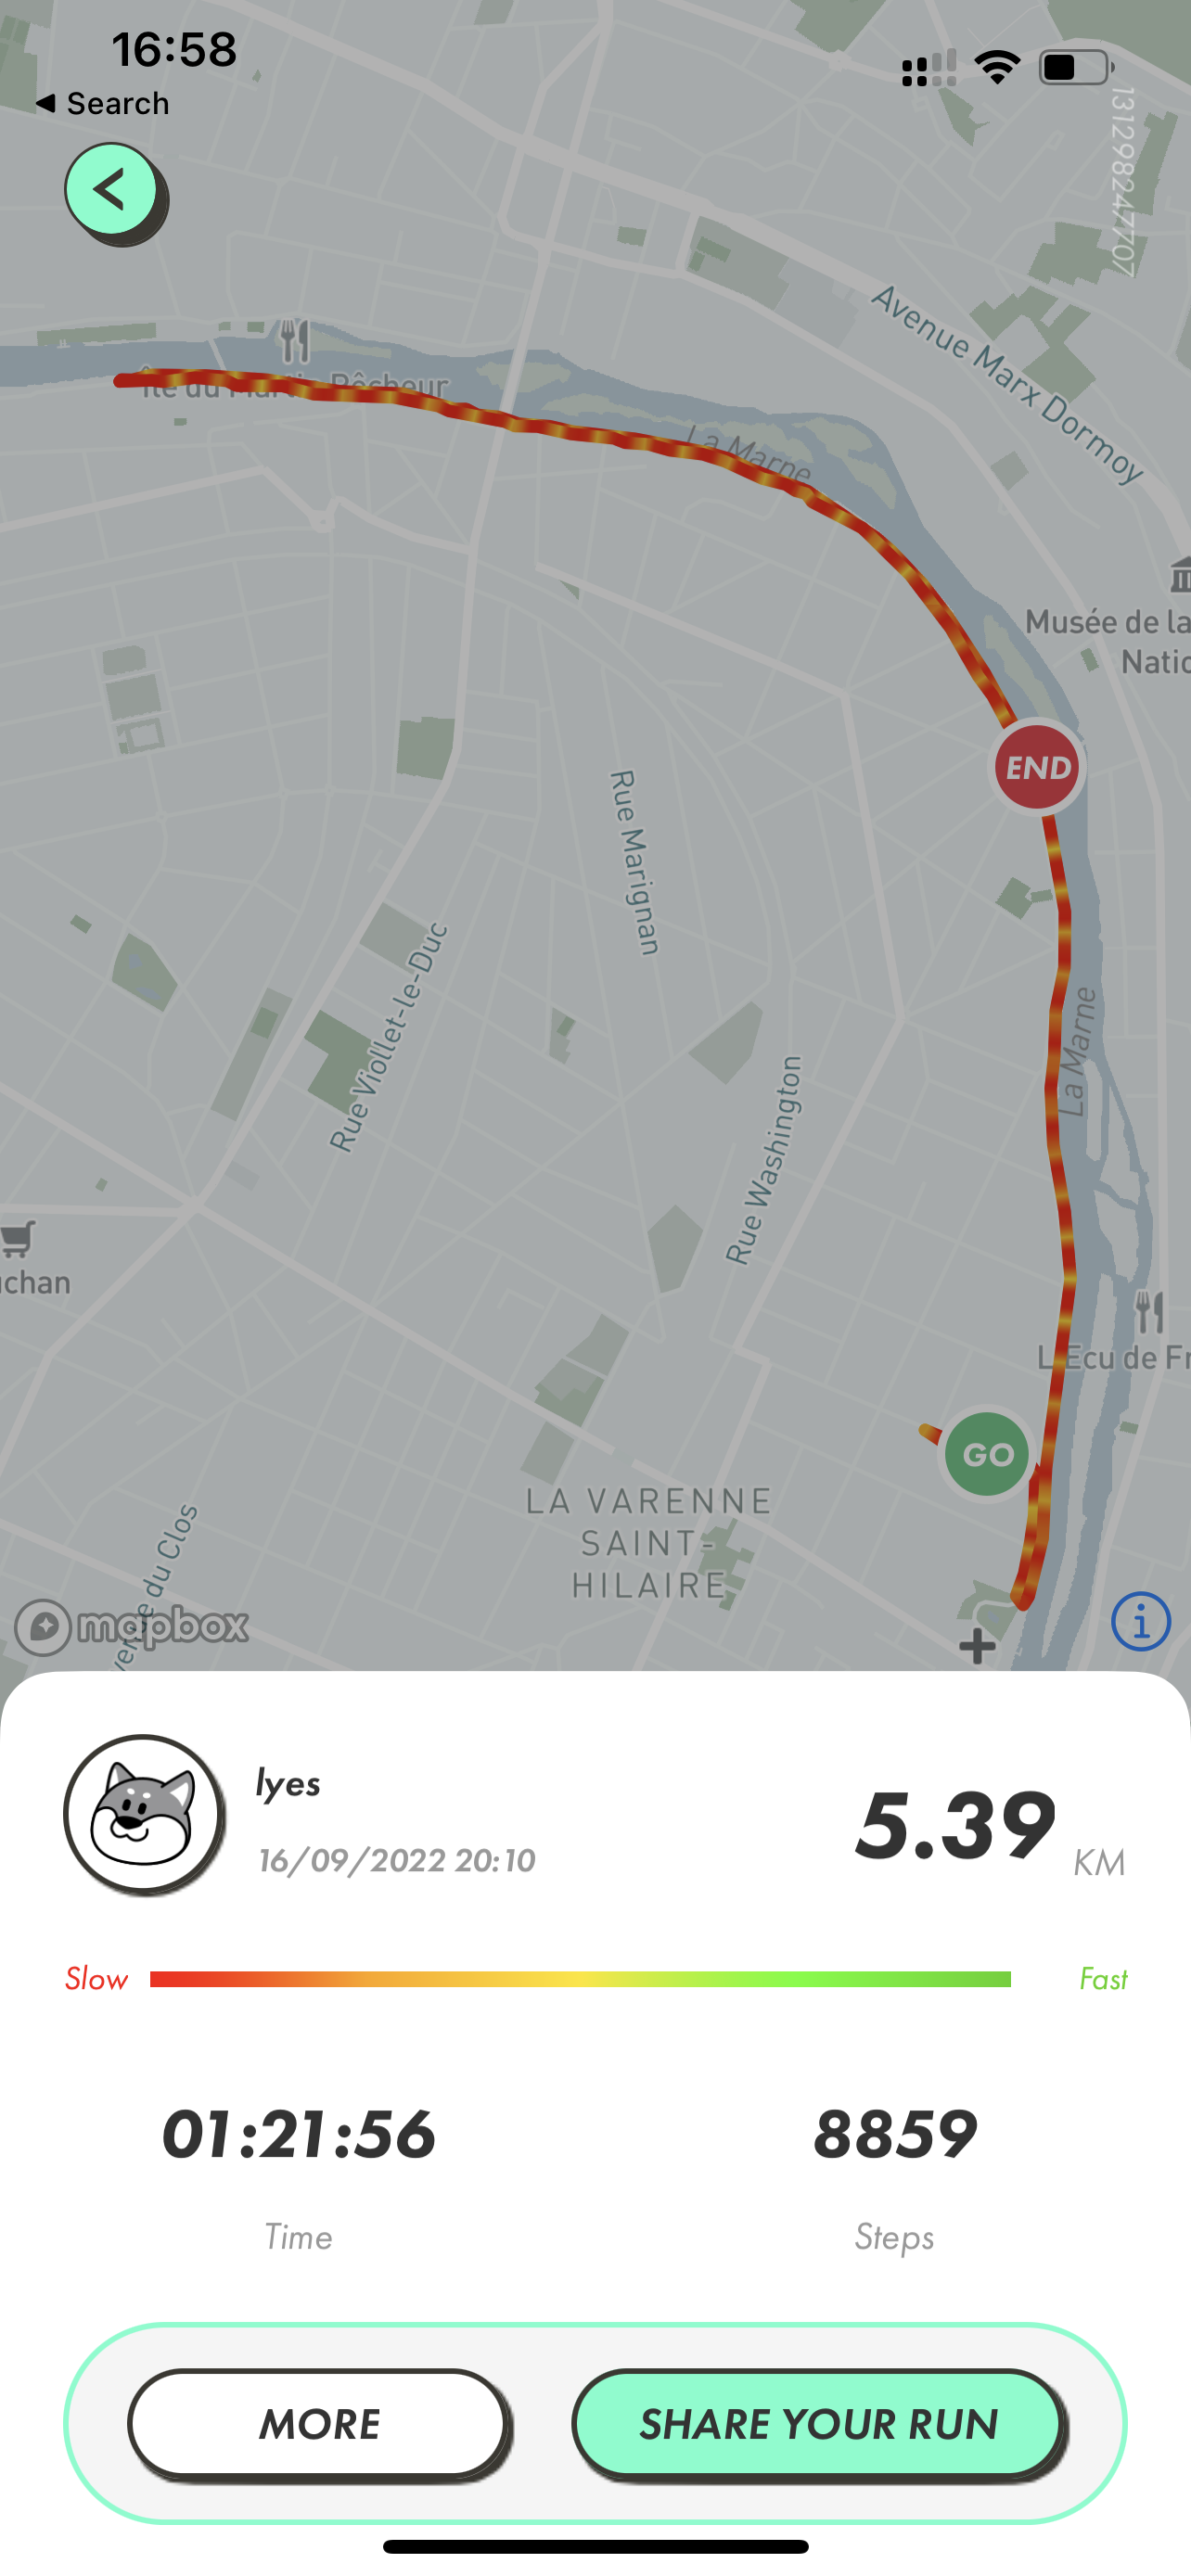 16:58
Search
131298247707
Avenue Marx Dormoy
Île du Martin Pêcheur
La Marne
Musée de la
Natio
END
Rue Marignan
Rue Viollet-le-Duc
La Marne
Rue Washington
uchan
L'Écu de Fr
GO
LA VARENNE
SAINT-
HILAIRE
venue du Clos
mapbox
lyes
16/09/2022 20:10
5.39 KM
Slow
Fast
01:21:56
8859
Time
Steps
MORE
SHARE YOUR RUN